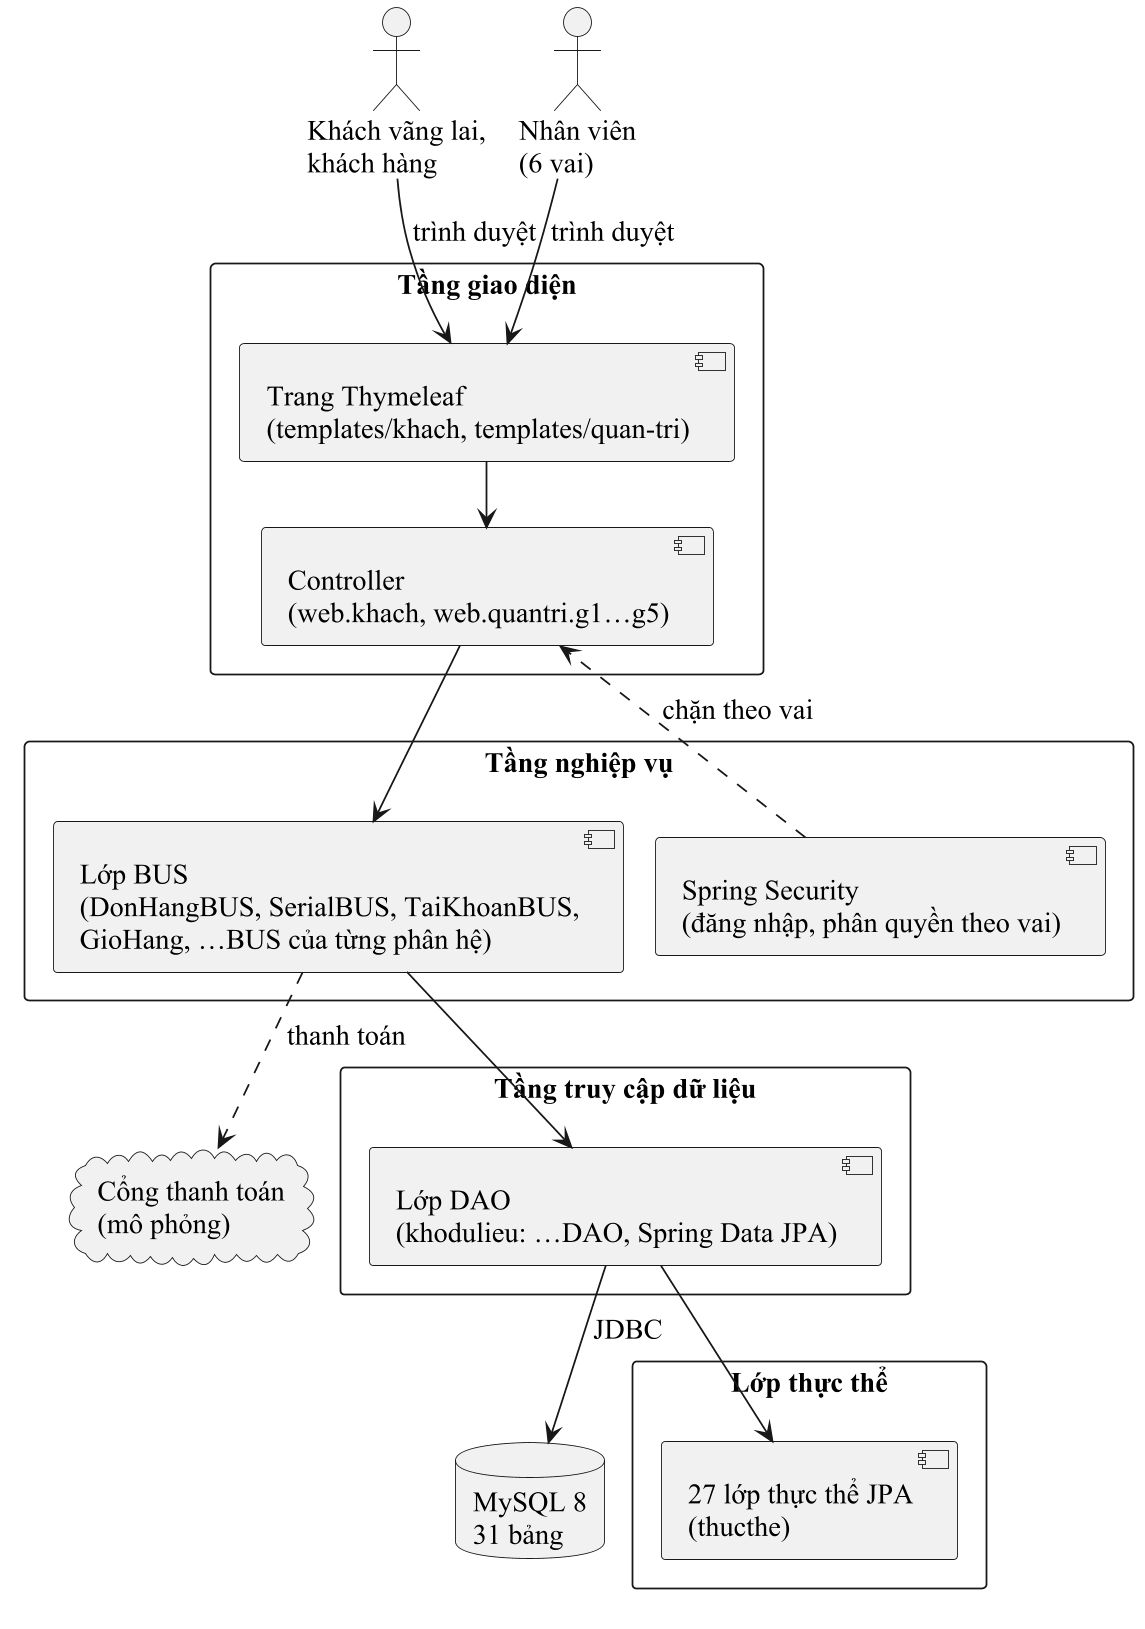 Khách vãng lai,
khách hàng
Nhân viên
(6 vai)
trình duyệt
trình duyệt
Tầng giao diện
Trang Thymeleaf
(templates/khach, templates/quan-tri)
Controller
(web.khach, web.quantri.g1…g5)
chặn theo vai
Tầng nghiệp vụ
Lớp BUS
(DonHangBUS, SerialBUS, TaiKhoanBUS,
GioHang, …BUS của từng phân hệ)
Spring Security
(đăng nhập, phân quyền theo vai)
thanh toán
Tầng truy cập dữ liệu
Cổng thanh toán
(mô phỏng)
Lớp DAO
(khodulieu: …DAO, Spring Data JPA)
JDBC
Lớp thực thể
MySQL 8
31 bảng
27 lớp thực thể JPA
(thucthe)